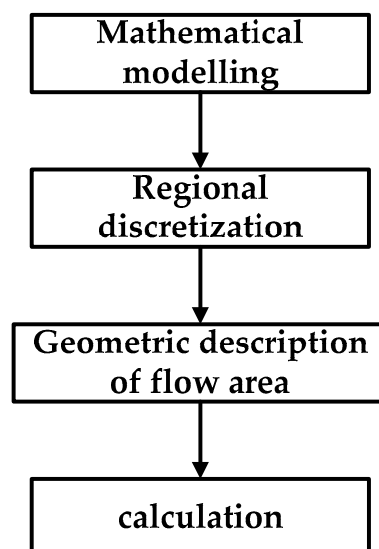 Mathematical
modelling
Regional
discretization
Geometric description
of flow area
calculation